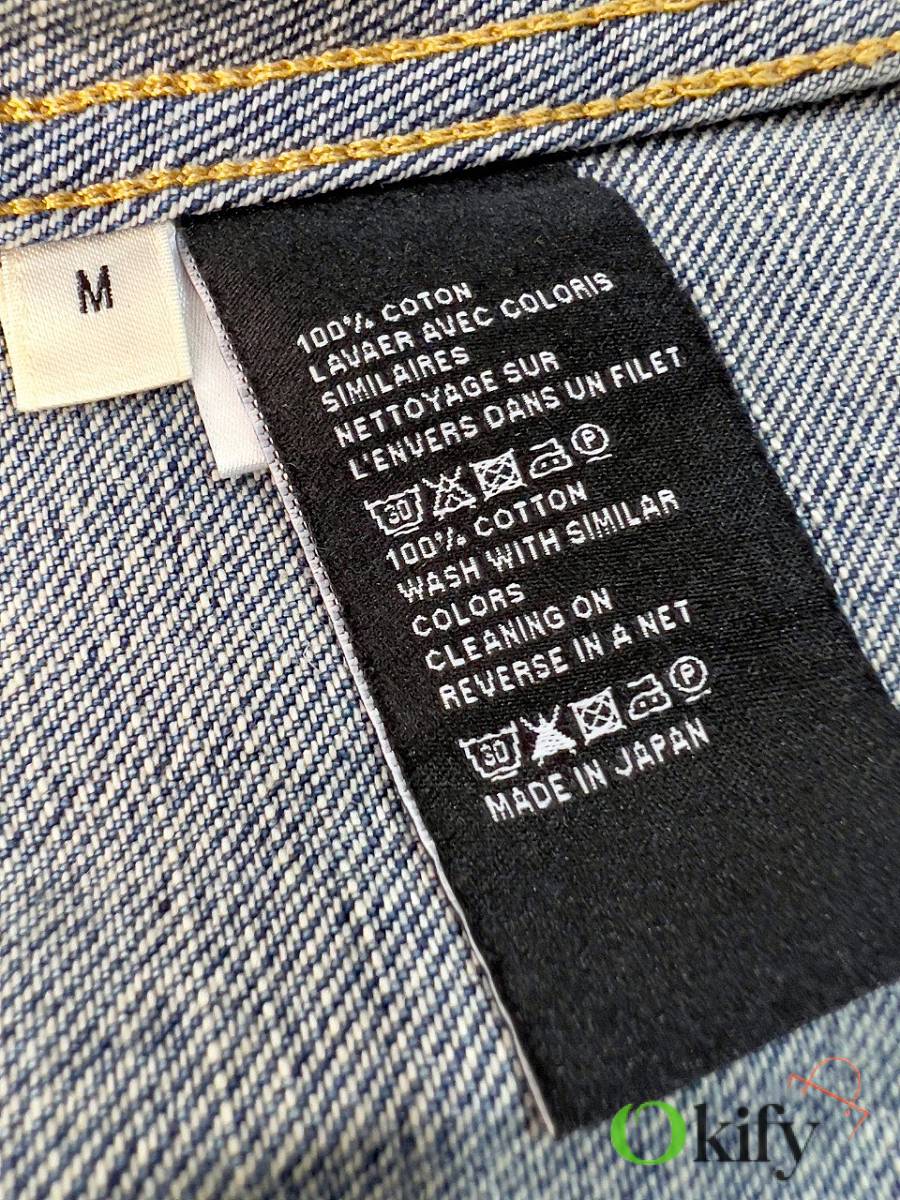 M
100% COTON
LAVAER AVEC COLORIS
SIMILAIRES
NETTOYAGE SUR
L'ENVERS DANS UN FILET
30 P
100% COTTON
WASH WITH SIMILAR
COLORS
CLEANING ON
REVERSE IN A NET
30 P
MADE IN JAPAN
Okify